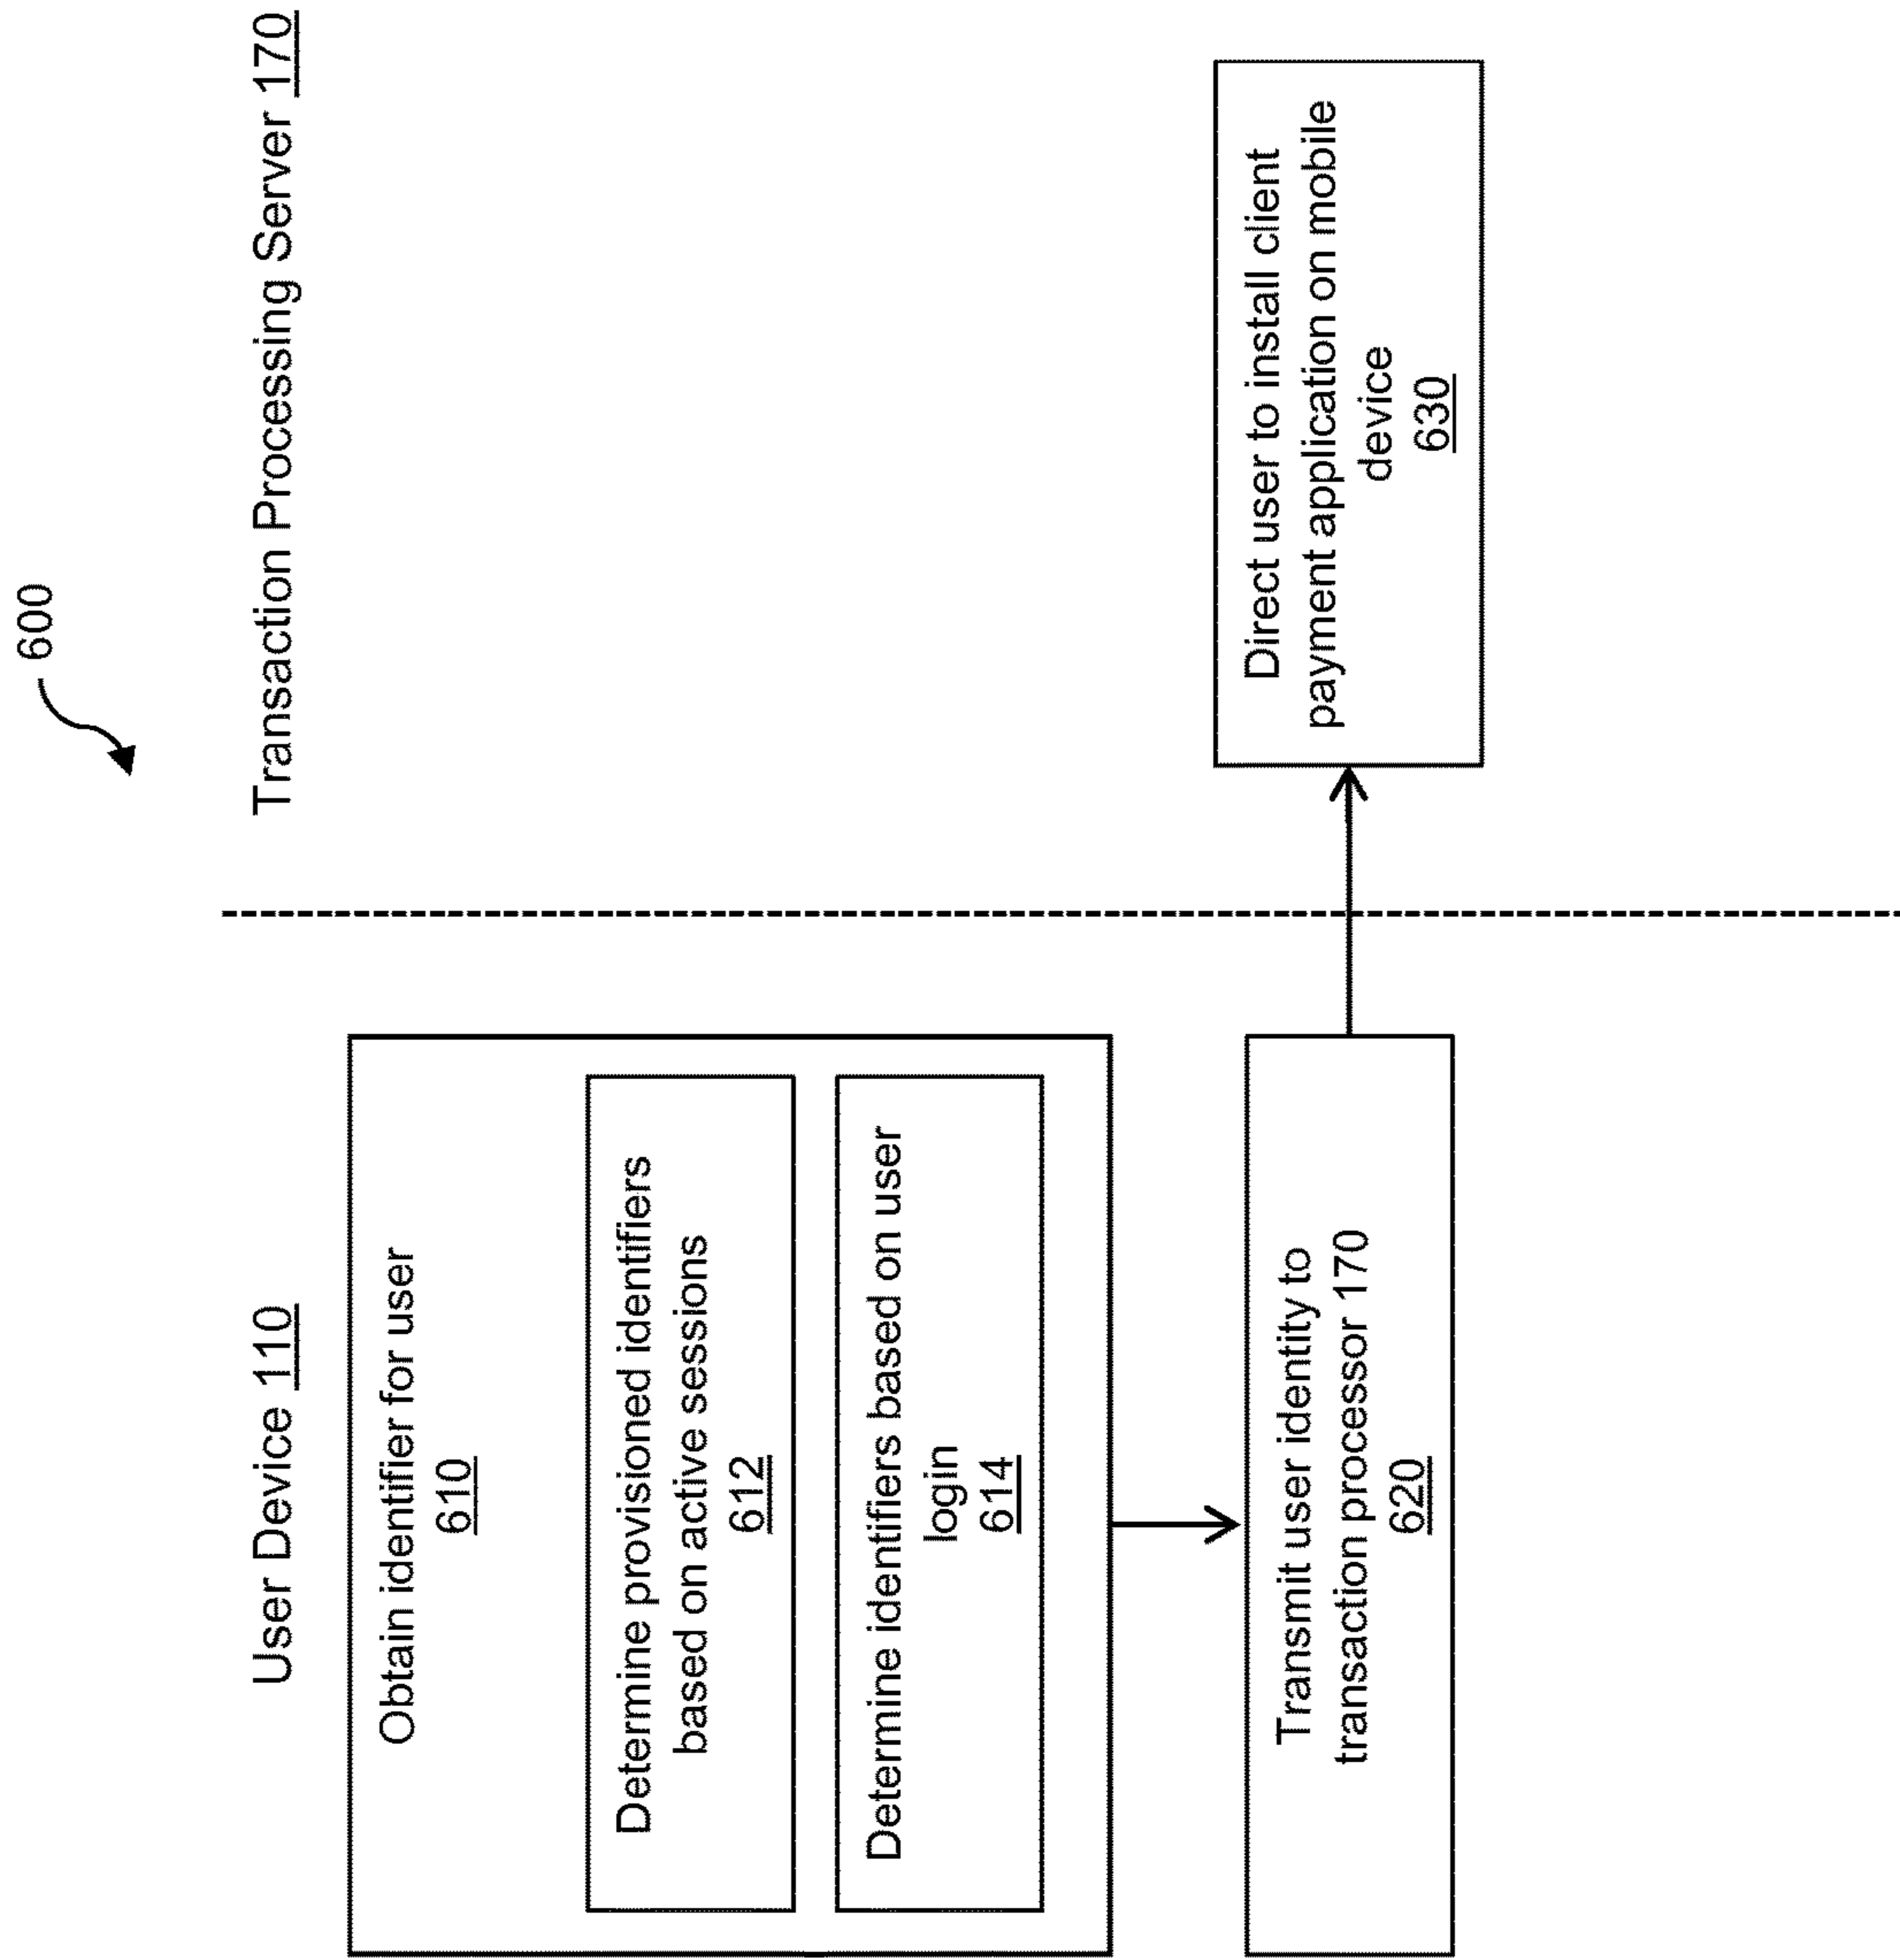 600
User Device 110
Transaction Processing Server 170
Obtain identifier for user
610
Determine provisioned identifiers
based on active sessions
612
Determine identifiers based on user
login
614
Transmit user identity to
transaction processor 170
620
Direct user to install client
payment application on mobile
device
630